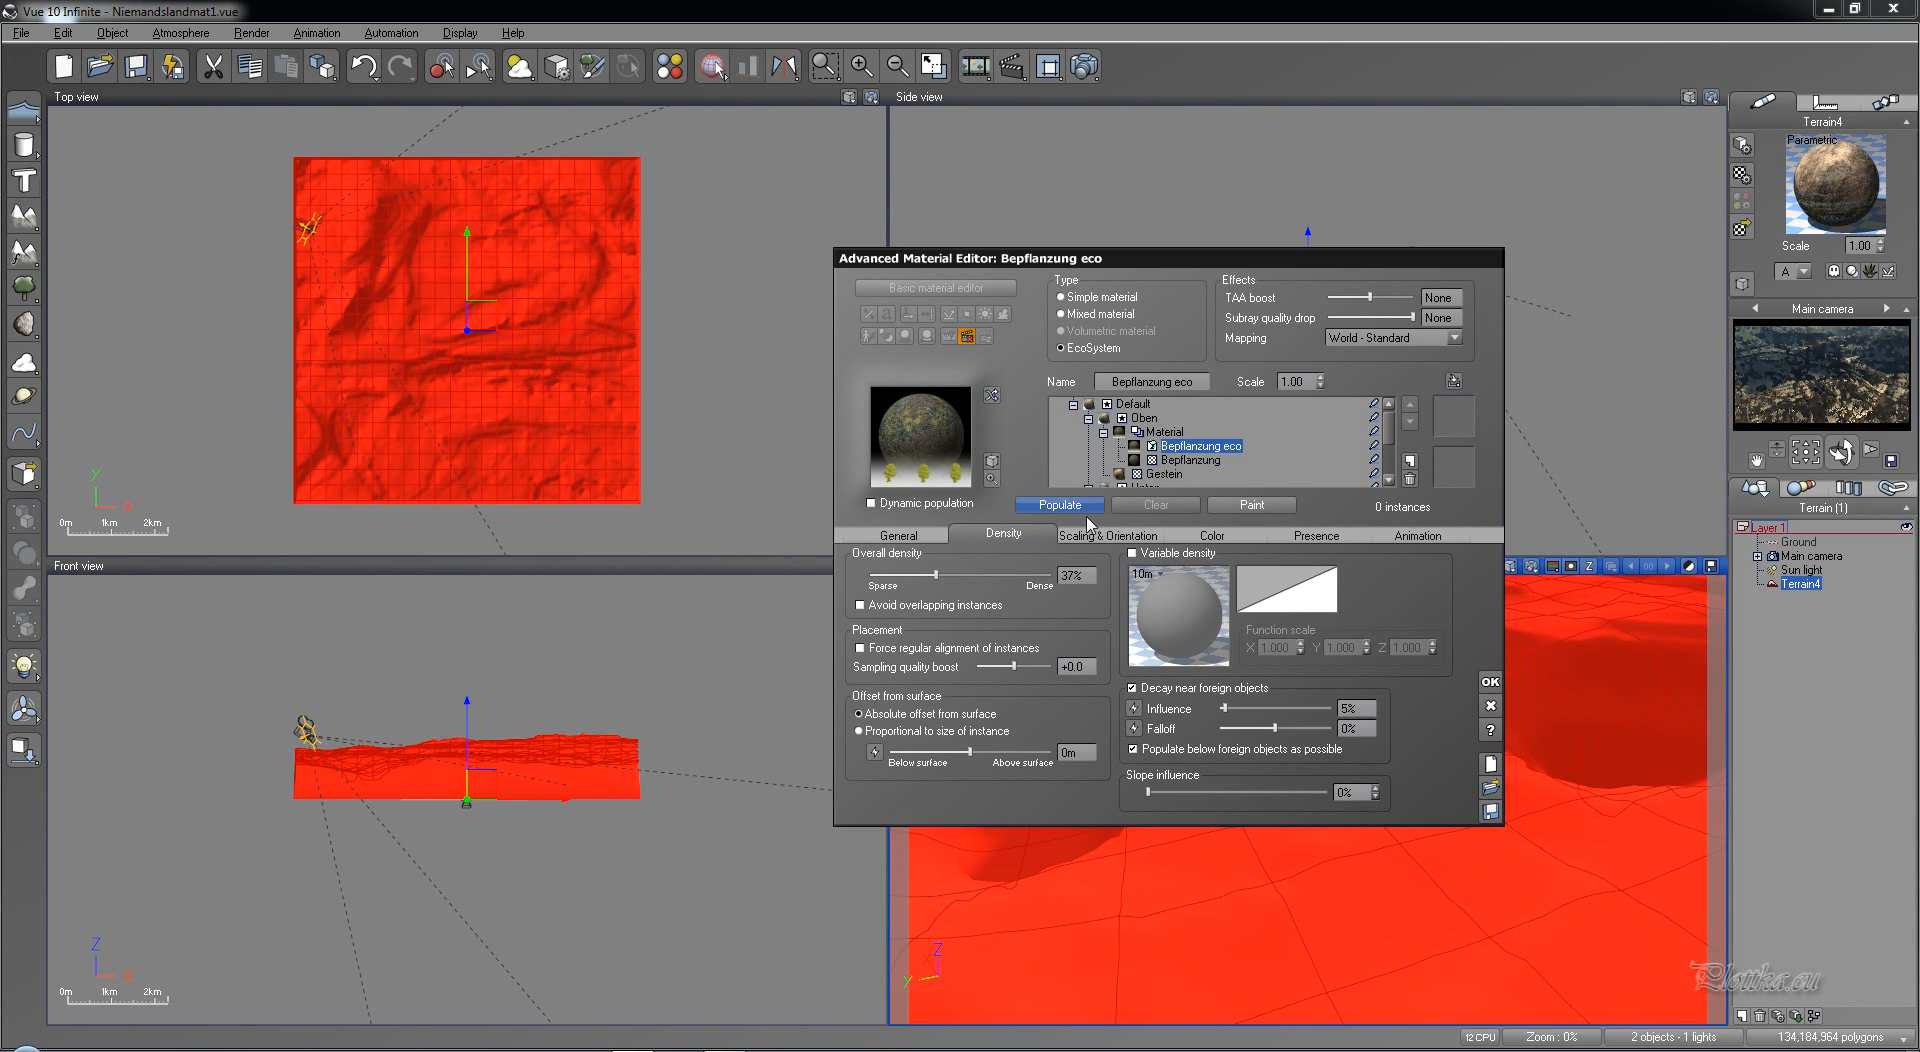 Vue 10 Infinite - Niemandslandmat1.vue
File Edit Object Atmosphere Render Animation Automation Display Help
Top view
Side view
Terrain4
Parametric
Scale 1.00
A
Main camera
Y
X
0m 1km 2km
Front view
Z
X
0m 1km 2km
Advanced Material Editor: Bepflanzung eco
Basic material editor
Type
Simple material
Mixed material
Volumetric material
EcoSystem
Effects
TAA boost None
Subray quality drop None
Mapping World - Standard
Name Bepflanzung eco Scale 1.00
Default
Oben
Material
Bepflanzung eco
Bepflanzung
Gestein
Dynamic population
Populate Clear Paint 0 instances
General Density Scaling & Orientation Color Presence Animation
Overall density
37%
Sparse Dense
Avoid overlapping instances
Placement
Force regular alignment of instances
Sampling quality boost +0.0
Offset from surface
Absolute offset from surface
Proportional to size of instance
0m
Below surface Above surface
Variable density
10m
Function scale
X 1.000 Y 1.000 Z 1.000
Decay near foreign objects
Influence 5%
Falloff 0%
Populate below foreign objects as possible
Slope influence
0%
OK
?
Terrain (1)
Layer 1
Ground
Main camera
Sun light
Terrain4
Z
X
Y
Plottka.eu
12 CPU Zoom : 0% 2 objects - 1 lights 134,184,964 polygons